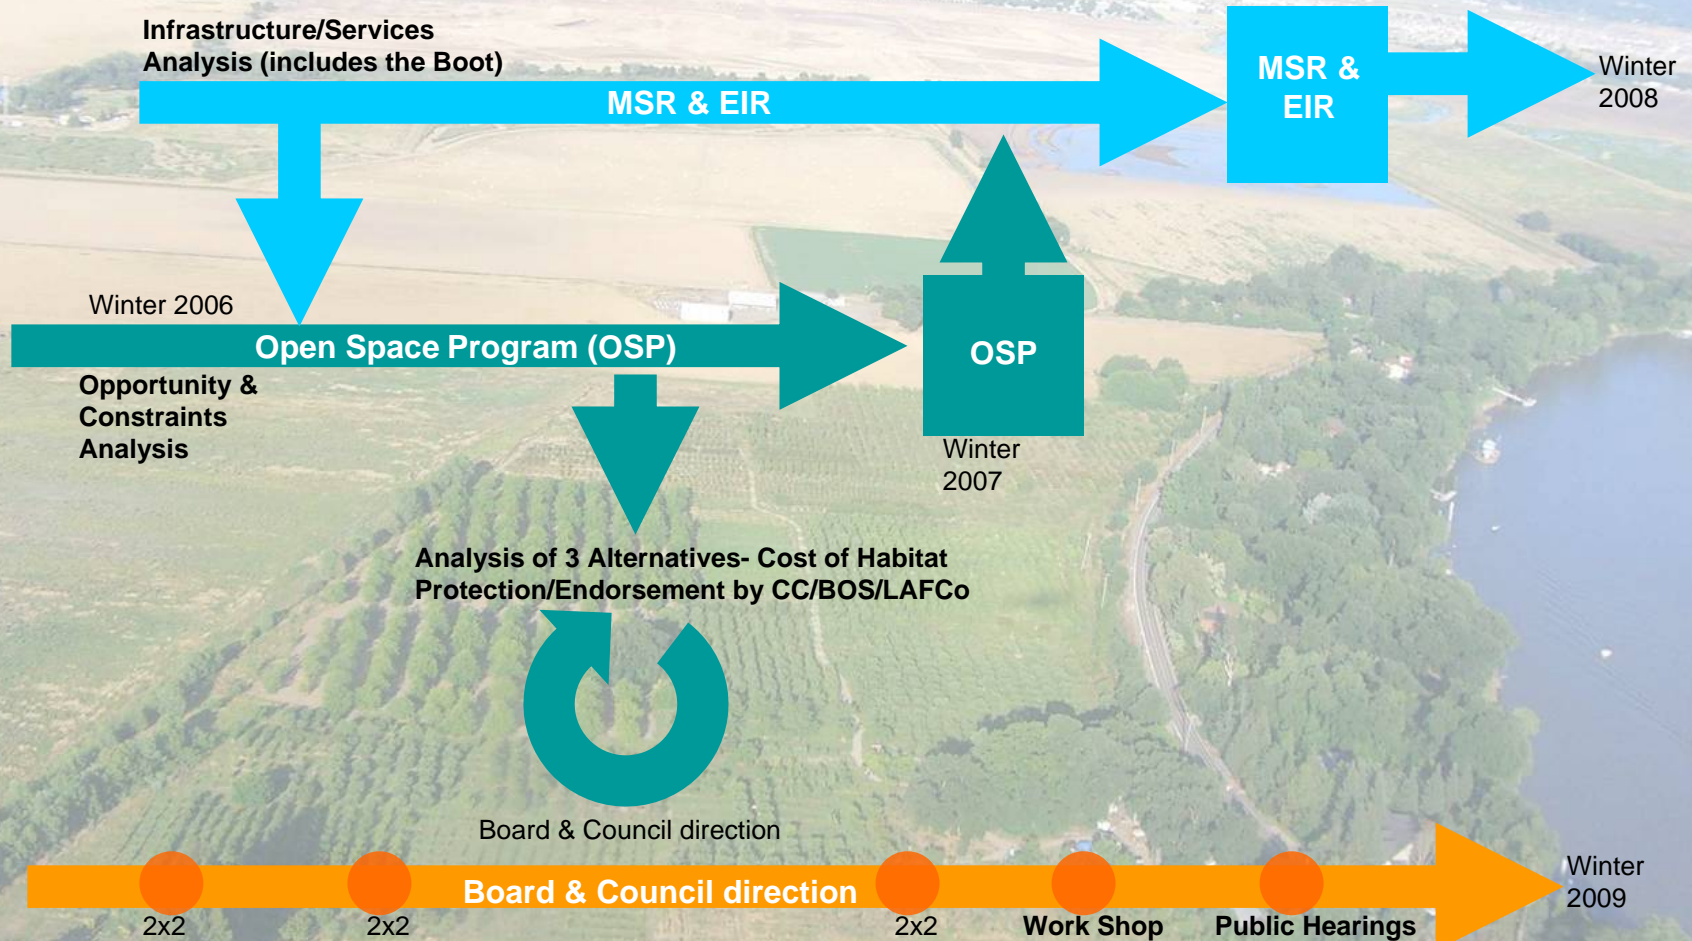 Infrastructure/Services
Analysis (includes the Boot)
MSR & EIR
MSR &
EIR
Winter
2008
Winter 2006
Open Space Program (OSP)
OSP
Opportunity &
Constraints
Analysis
Winter
2007
Analysis of 3 Alternatives- Cost of Habitat
Protection/Endorsement by CC/BOS/LAFCo
Board & Council direction
Board & Council direction
Winter
2009
2x2
2x2
2x2
Work Shop
Public Hearings